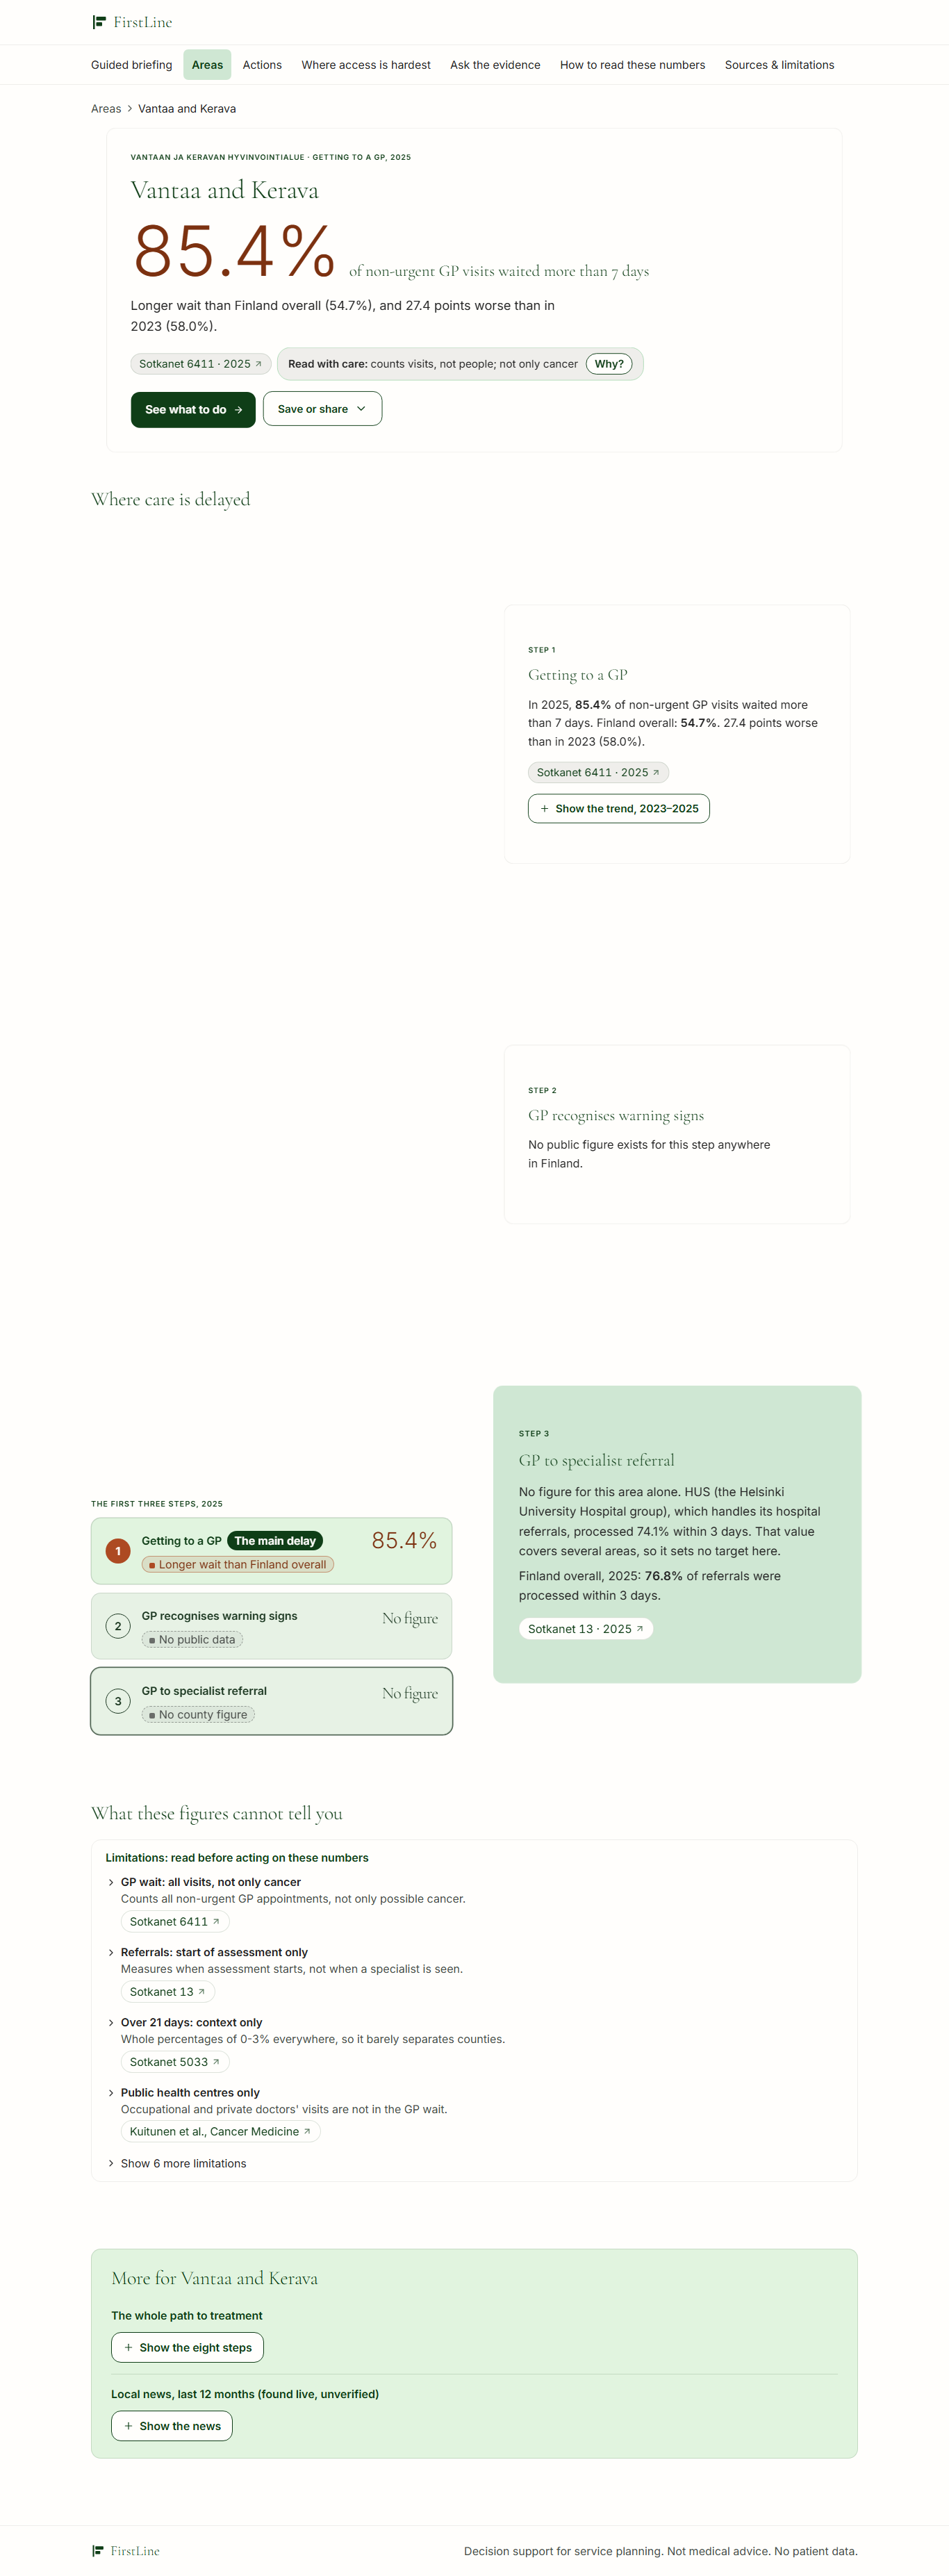 FirstLine
Guided briefing
Areas
Actions
Where access is hardest
Ask the evidence
How to read these numbers
Sources & limitations
Areas > Vantaa and Kerava
VANTAAN JA KERAVAN HYVINVOINTIALUE · GETTING TO A GP, 2025
Vantaa and Kerava
85.4% of non-urgent GP visits waited more than 7 days
Longer wait than Finland overall (54.7%), and 27.4 points worse than in
2023 (58.0%).
Sotkanet 6411 · 2025 ↗
Read with care: counts visits, not people; not only cancer
Why?
See what to do →
Save or share
Where care is delayed
STEP 1
Getting to a GP
In 2025, 85.4% of non-urgent GP visits waited more
than 7 days. Finland overall: 54.7%. 27.4 points worse
than in 2023 (58.0%).
Sotkanet 6411 · 2025 ↗
+ Show the trend, 2023–2025
STEP 2
GP recognises warning signs
No public figure exists for this step anywhere
in Finland.
STEP 3
GP to specialist referral
No figure for this area alone. HUS (the Helsinki
University Hospital group), which handles its hospital
referrals, processed 74.1% within 3 days. That value
covers several areas, so it sets no target here.
Finland overall, 2025: 76.8% of referrals were
processed within 3 days.
Sotkanet 13 · 2025 ↗
THE FIRST THREE STEPS, 2025
1
Getting to a GP
The main delay
85.4%
Longer wait than Finland overall
2
GP recognises warning signs
No figure
No public data
3
GP to specialist referral
No figure
No county figure
What these figures cannot tell you
Limitations: read before acting on these numbers
GP wait: all visits, not only cancer
Counts all non-urgent GP appointments, not only possible cancer.
Sotkanet 6411 ↗
Referrals: start of assessment only
Measures when assessment starts, not when a specialist is seen.
Sotkanet 13 ↗
Over 21 days: context only
Whole percentages of 0-3% everywhere, so it barely separates counties.
Sotkanet 5033 ↗
Public health centres only
Occupational and private doctors' visits are not in the GP wait.
Kuitunen et al., Cancer Medicine ↗
Show 6 more limitations
More for Vantaa and Kerava
The whole path to treatment
+ Show the eight steps
Local news, last 12 months (found live, unverified)
+ Show the news
FirstLine
Decision support for service planning. Not medical advice. No patient data.